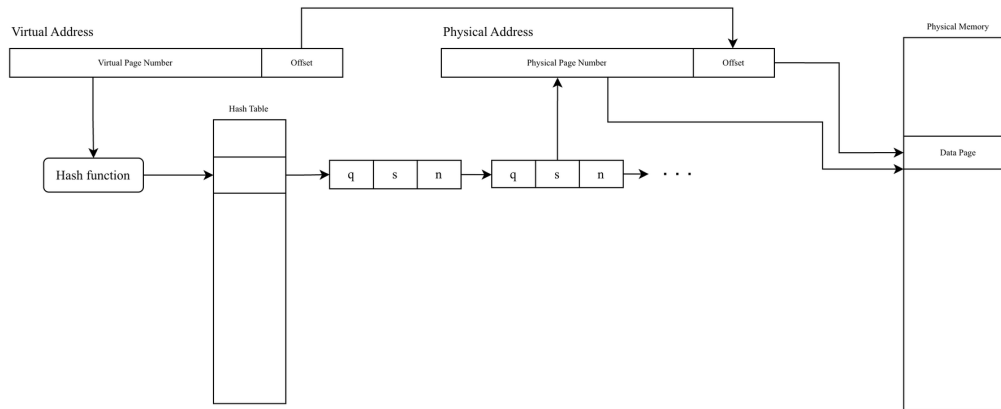 Virtual Address
Physical Address
Physical Memory
Virtual Page Number
Offset
Physical Page Number
Offset
Hash Table
Data Page
Hash function
q
s
n
q
s
n
. . .